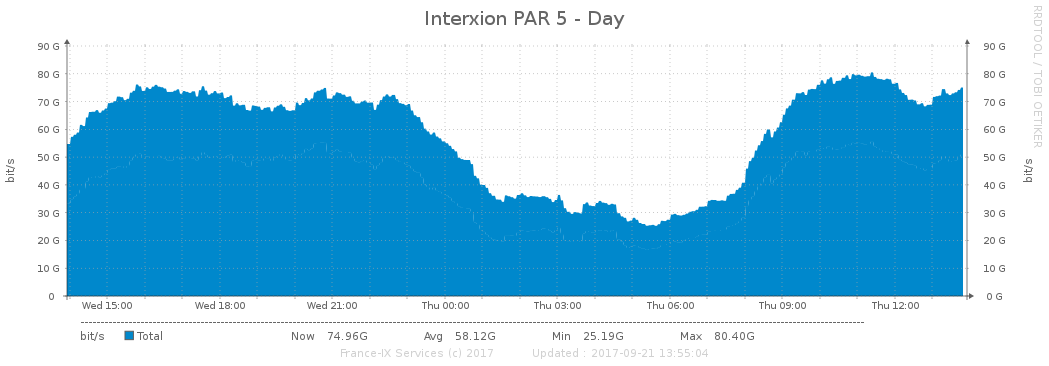 Interxion PAR 5 - Day
RRDTOOL / TOBI OETIKER
90 G 90 G
80 G 80 G
70 G 70 G
60 G 60 G
50 G 50 G
40 G 40 G
30 G 30 G
20 G 20 G
10 G 10 G
0 0 G
bit/s bit/s
Wed 15:00 Wed 18:00 Wed 21:00 Thu 00:00 Thu 03:00 Thu 06:00 Thu 09:00 Thu 12:00
bit/s Total Now 74.96G Avg 58.12G Min 25.19G Max 80.40G
France-IX Services (c) 2017 Updated : 2017-09-21 13:55:04